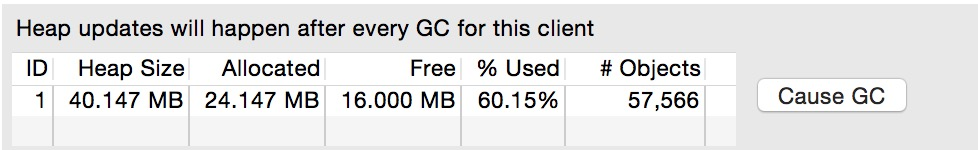 Heap updates will happen after every GC for this client
ID Heap Size Allocated Free % Used # Objects
1 40.147 MB 24.147 MB 16.000 MB 60.15% 57,566
Cause GC